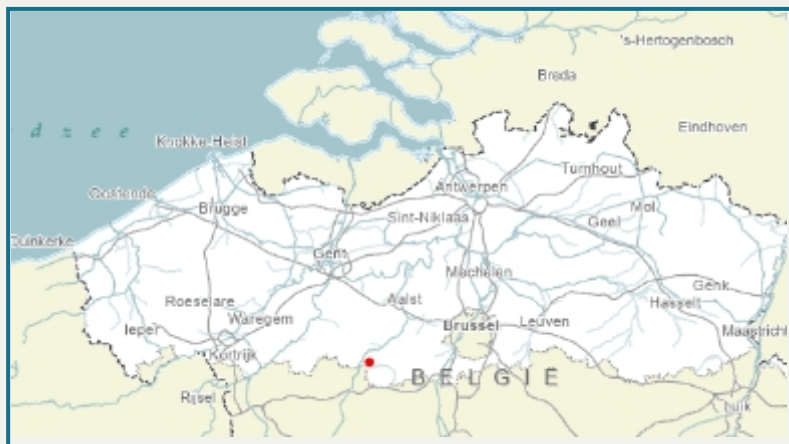 's-Hertogenbosch
Breda
d z e e
Eindhoven
Knokke-Heist
Turnhout
Antwerpen
Oostende
Mol
Brugge
Sint-Niklaas
Geel
Duinkerke
Gent
Mechelen
Genk
Aalst
Roeselare
Hasselt
Waregem
Brussel
Leuven
Ieper
Maastricht
Kortrijk
BELGIË
Rijsel
Luik